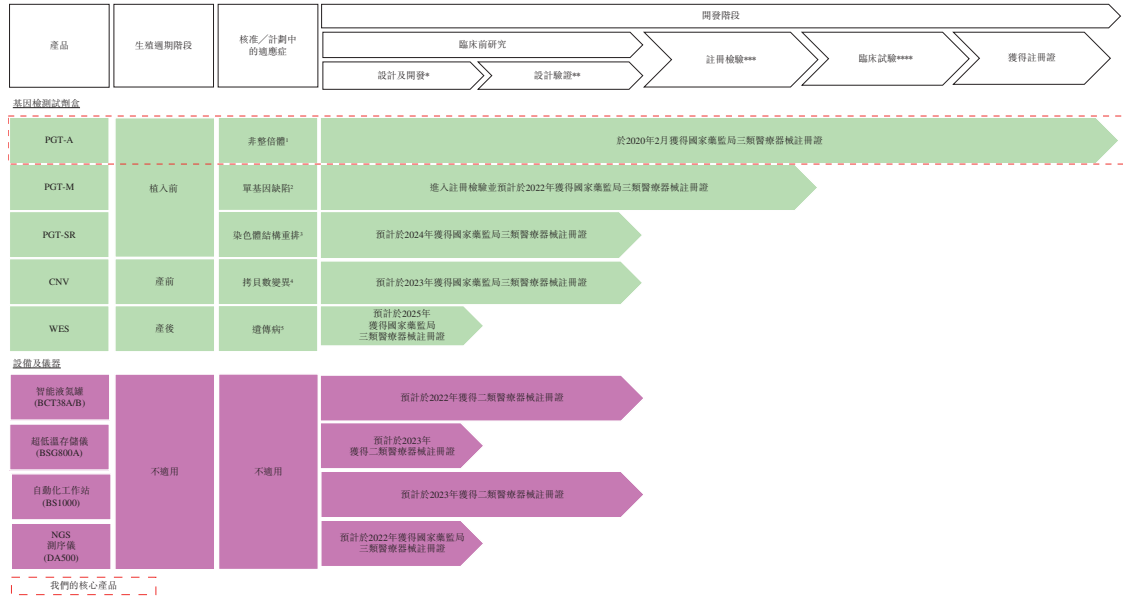 產品
生殖週期階段
核准／計劃中
的適應症
開發階段
臨床前研究
設計及開發*
設計驗證**
註冊檢驗***
臨床試驗****
獲得註冊證
基因檢測試劑盒
PGT-A
非整倍體¹
於2020年2月獲得國家藥監局三類醫療器械註冊證
PGT-M
植入前
單基因缺陷²
進入註冊檢驗並預計於2022年獲得國家藥監局三類醫療器械註冊證
PGT-SR
染色體結構重排³
預計於2024年獲得國家藥監局三類醫療器械註冊證
CNV
產前
拷貝數變異⁴
預計於2023年獲得國家藥監局三類醫療器械註冊證
WES
產後
遺傳病⁵
預計於2025年
獲得國家藥監局
三類醫療器械註冊證
設備及儀器
智能液氮罐
(BCT38A/B)
預計於2022年獲得二類醫療器械註冊證
超低溫存儲儀
(BSG800A)
預計於2023年
獲得二類醫療器械註冊證
不適用
不適用
自動化工作站
(BS1000)
預計於2023年獲得二類醫療器械註冊證
NGS
測序儀
(DA500)
預計於2022年獲得國家藥監局
三類醫療器械註冊證
我們的核心產品